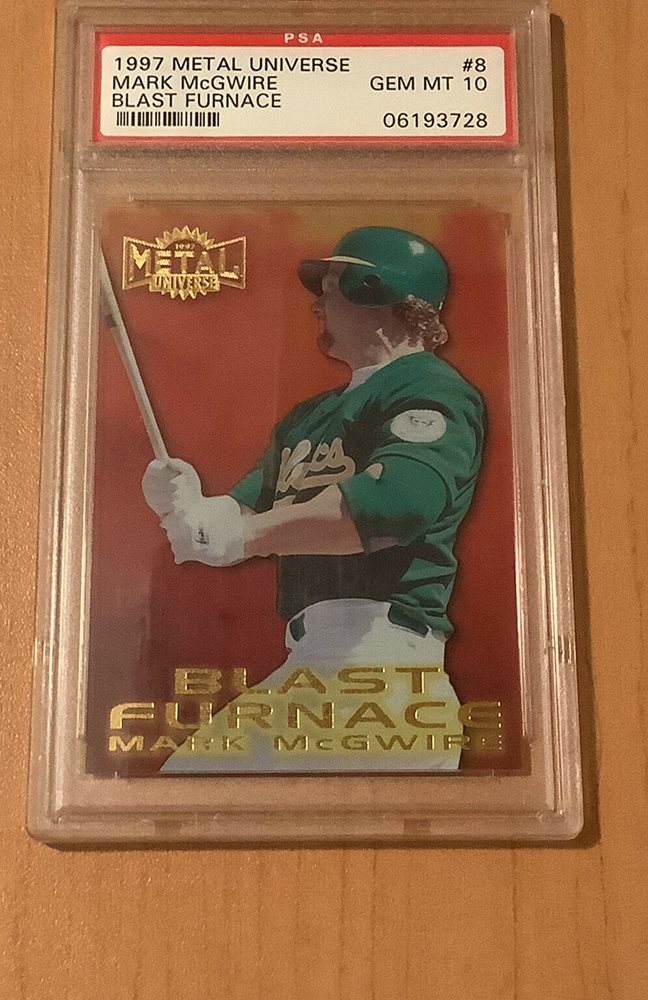 PSA
1997 METAL UNIVERSE #8
MARK McGWIRE GEM MT 10
BLAST FURNACE
06193728
1997
METAL
UNIVERSE
BLAST
FURNACE
MARK McGWIRE